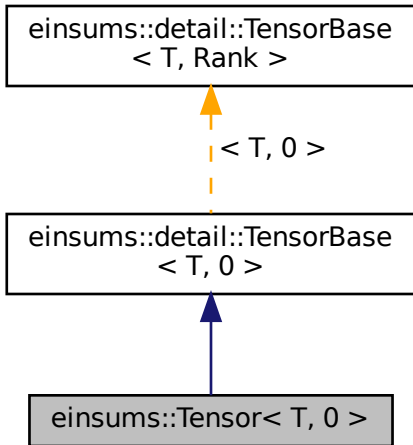 einsums::detail::TensorBase
< T, Rank >
< T, 0 >
einsums::detail::TensorBase
< T, 0 >
einsums::Tensor< T, 0 >